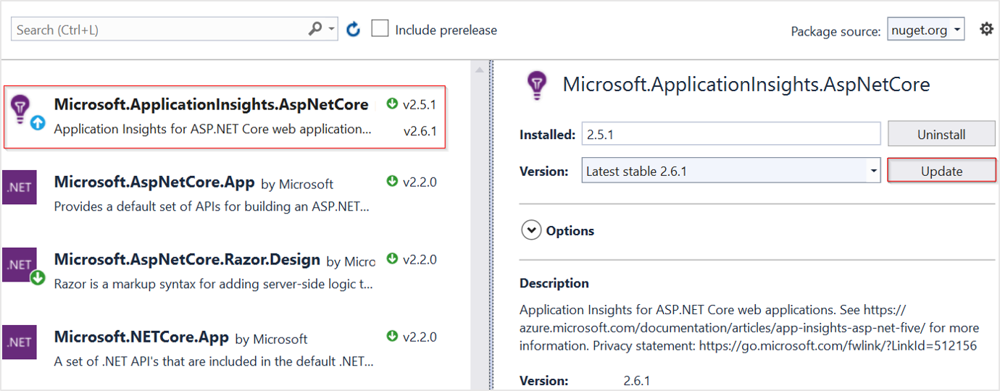 Search (Ctrl+L)
Include prerelease
Package source: nuget.org
Microsoft.ApplicationInsights.AspNetCore v2.5.1
Application Insights for ASP.NET Core web application... v2.6.1
.NET
Microsoft.AspNetCore.App by Microsoft v2.2.0
Provides a default set of APIs for building an ASP.NET...
.NET
Microsoft.AspNetCore.Razor.Design by Micro v2.2.0
Razor is a markup syntax for adding server-side logic t...
.NET
Microsoft.NETCore.App by Microsoft v2.2.0
A set of .NET API's that are included in the default .NET...
Microsoft.ApplicationInsights.AspNetCore
Installed: 2.5.1 Uninstall
Version: Latest stable 2.6.1 Update
Options
Description
Application Insights for ASP.NET Core web applications. See https://
azure.microsoft.com/documentation/articles/app-insights-asp-net-five/ for more
information. Privacy statement: https://go.microsoft.com/fwlink/?LinkId=512156
Version: 2.6.1